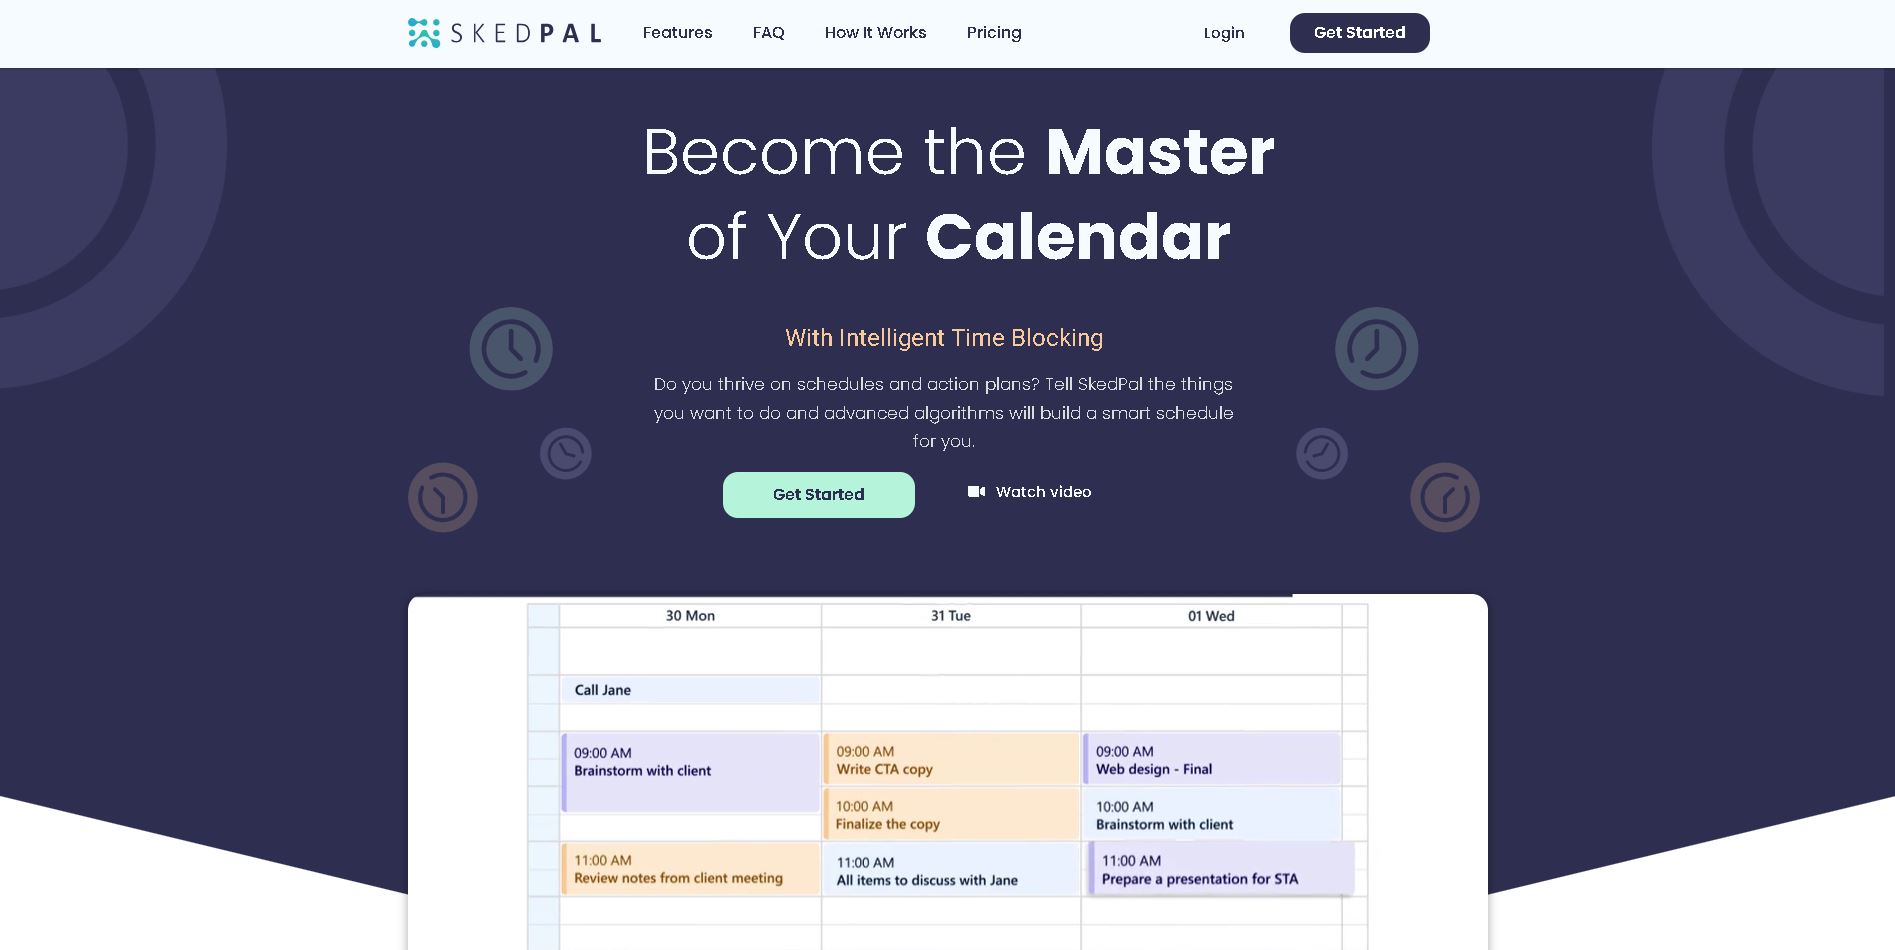 SKEDPAL
Features
FAQ
How It Works
Pricing
Login
Get Started
Become the Master
of Your Calendar
With Intelligent Time Blocking
Do you thrive on schedules and action plans? Tell SkedPal the things
you want to do and advanced algorithms will build a smart schedule
for you.
Get Started
Watch video
30 Mon
31 Tue
01 Wed
Call Jane
09:00 AM
Brainstorm with client
09:00 AM
Write CTA copy
09:00 AM
Web design - Final
10:00 AM
Finalize the copy
10:00 AM
Brainstorm with client
11:00 AM
Review notes from client meeting
11:00 AM
All items to discuss with Jane
11:00 AM
Prepare a presentation for STA